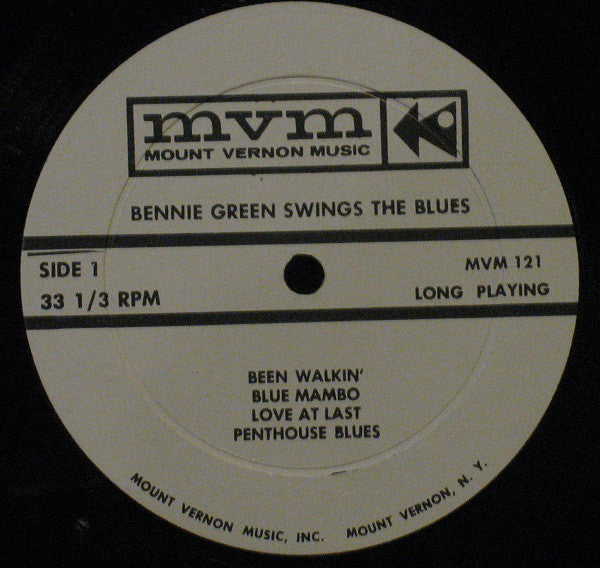 mvm
MOUNT VERNON MUSIC
BENNIE GREEN SWINGS THE BLUES
SIDE 1
33 1/3 RPM
MVM 121
LONG PLAYING
BEEN WALKIN'
BLUE MAMBO
LOVE AT LAST
PENTHOUSE BLUES
MOUNT VERNON MUSIC, INC. MOUNT VERNON, N. Y.